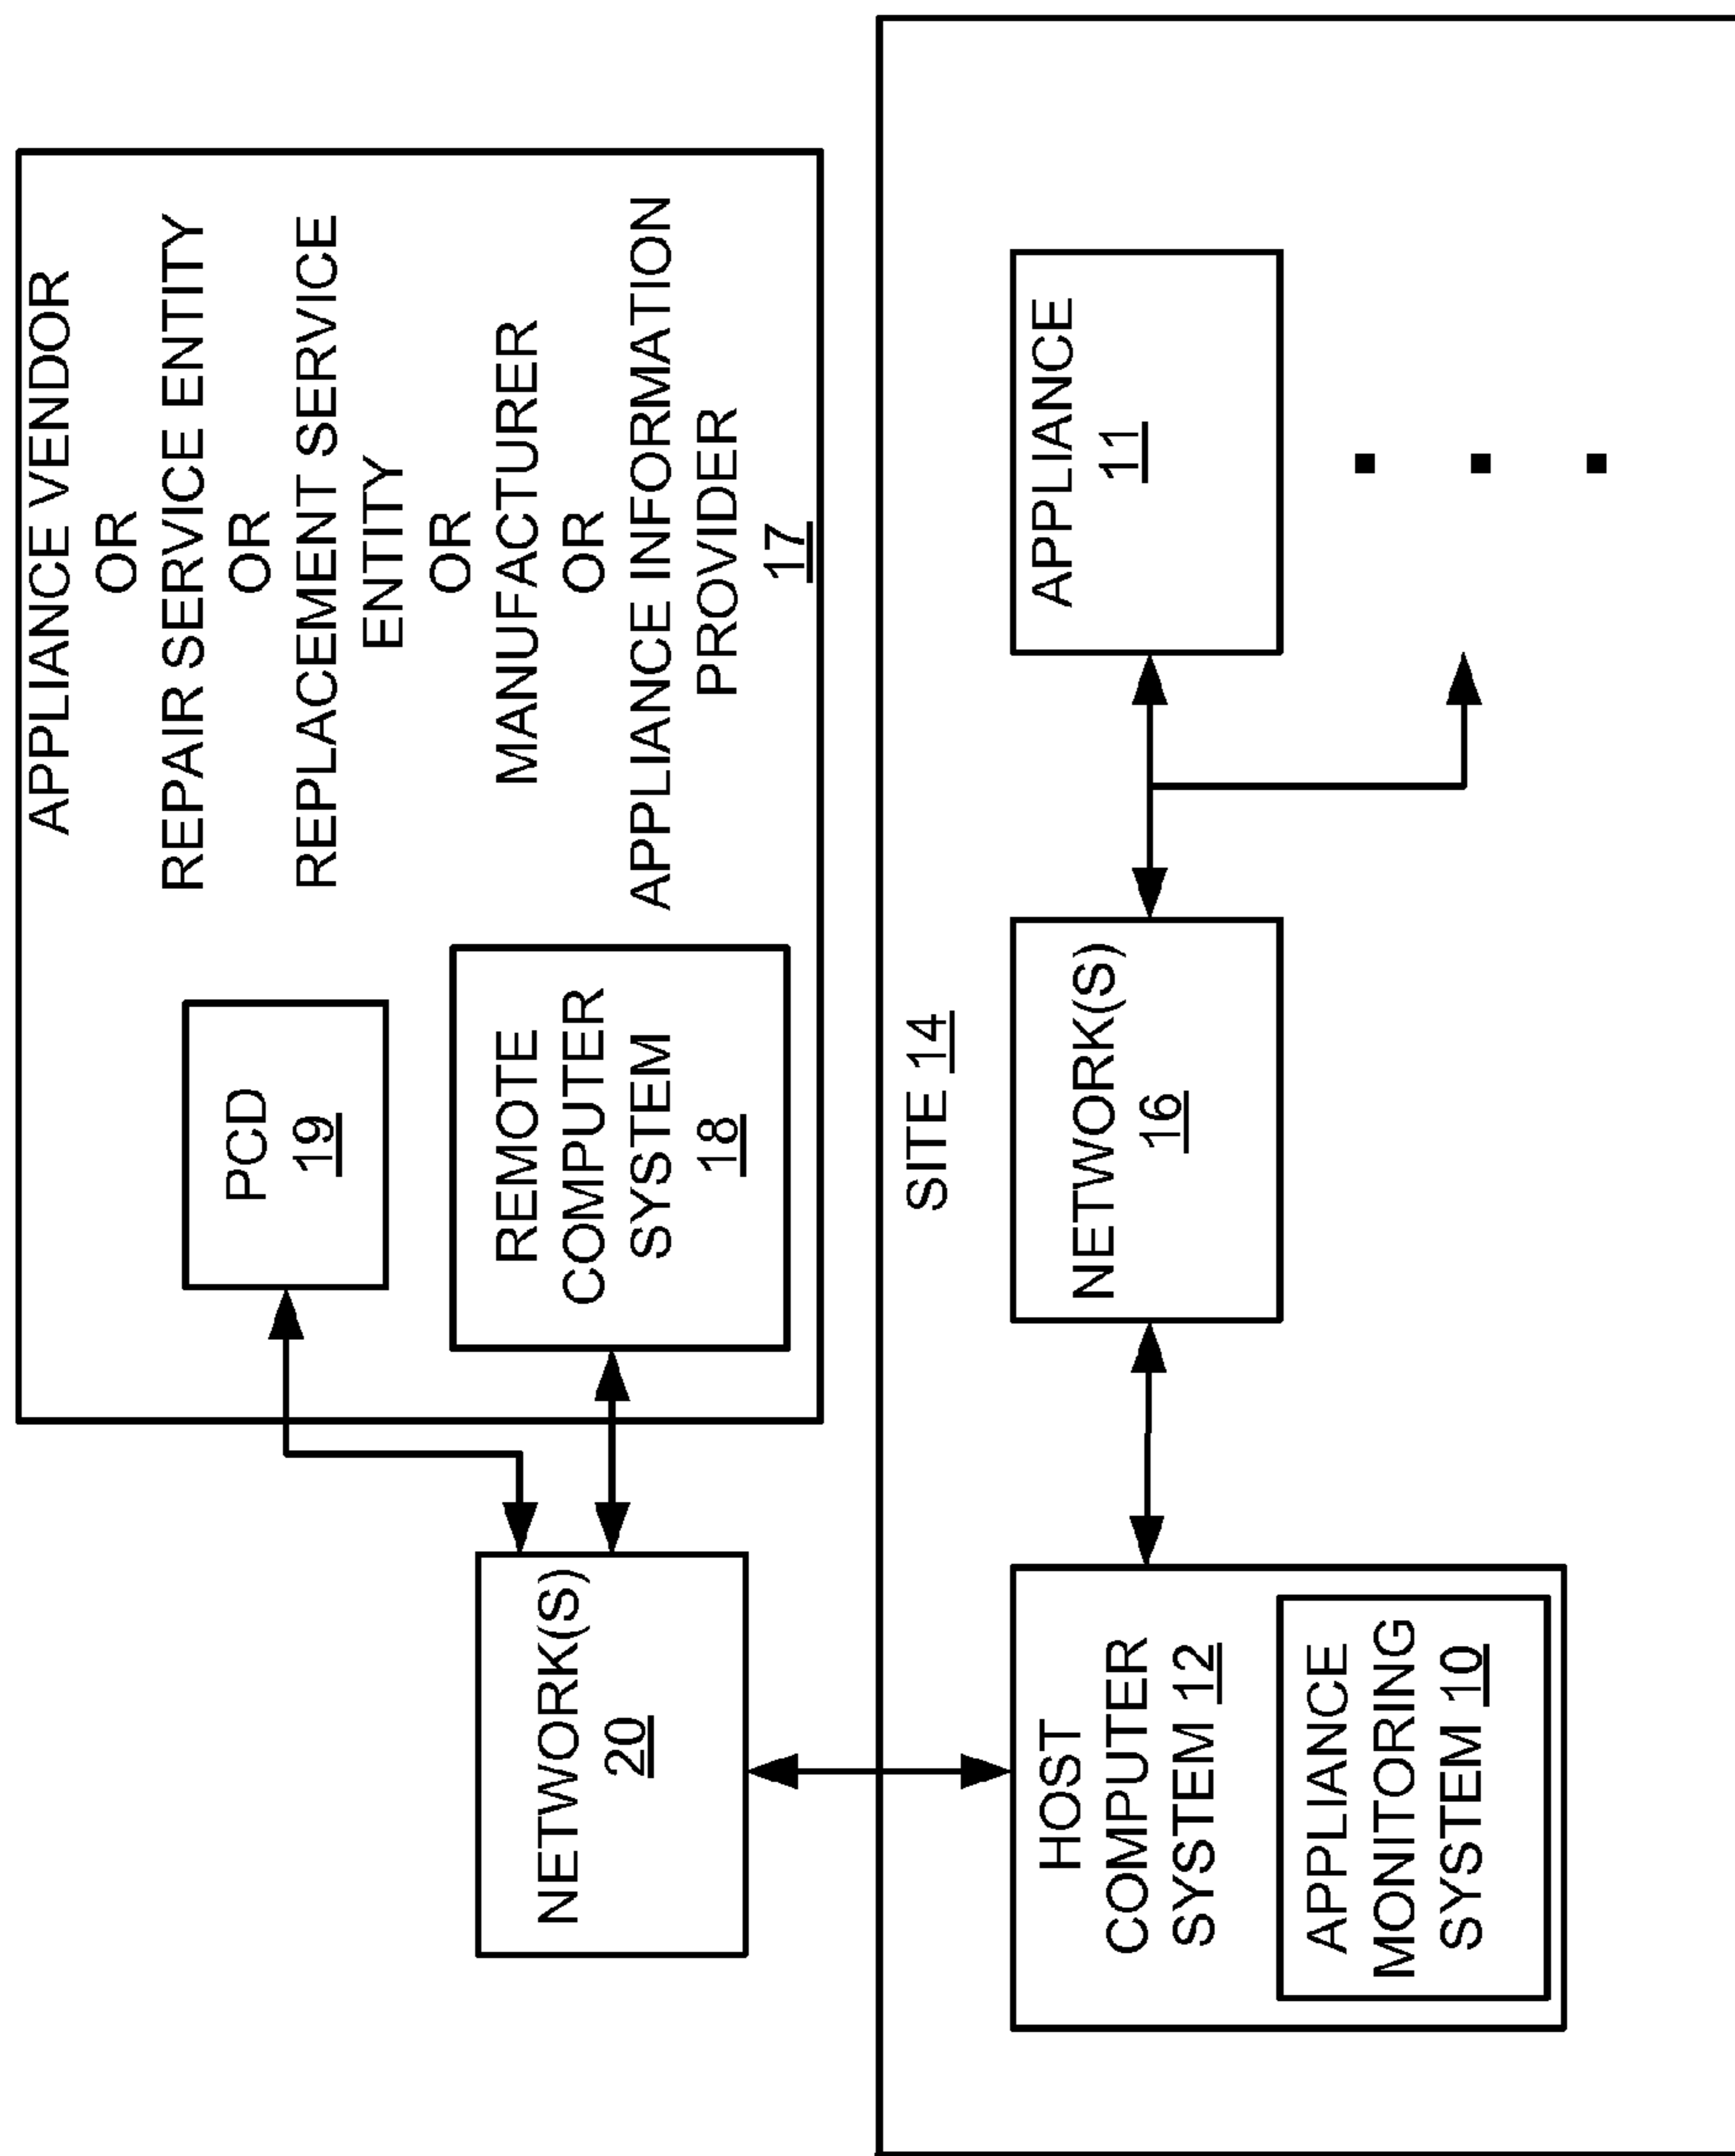 APPLIANCE VENDOR
OR
REPAIR SERVICE ENTITY
OR
REPLACEMENT SERVICE
ENTITY
OR
MANUFACTURER
OR
APPLIANCE INFORMATION
PROVIDER
17
PCD
19
REMOTE
COMPUTER
SYSTEM
18
NETWORK(S)
20
SITE 14
HOST
COMPUTER
SYSTEM 12
APPLIANCE
MONITORING
SYSTEM 10
NETWORK(S)
16
APPLIANCE
11